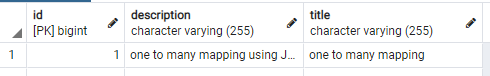 id description title
[PK] bigint character varying (255) character varying (255)
1 1 one to many mapping using J... one to many mapping